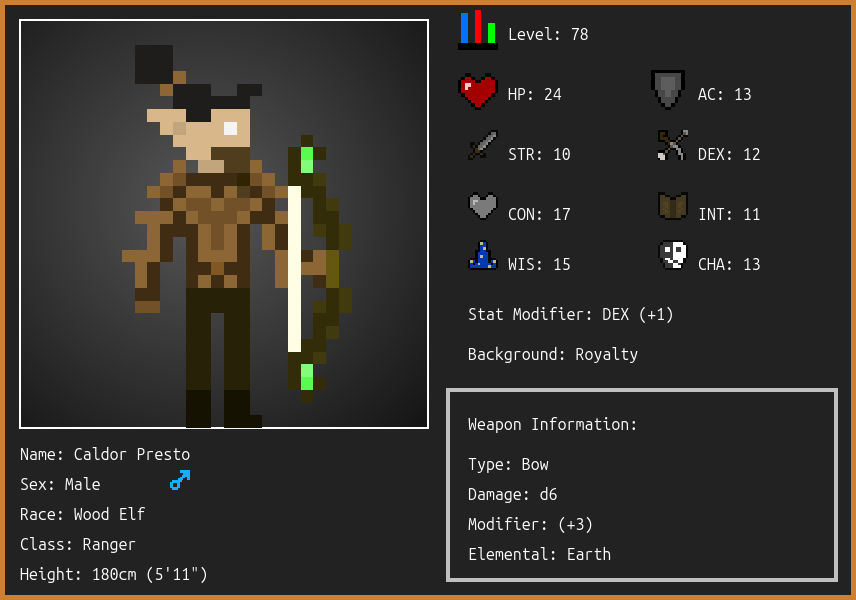 Level: 78
HP: 24
AC: 13
STR: 10
DEX: 12
CON: 17
INT: 11
WIS: 15
CHA: 13
Stat Modifier: DEX (+1)
Background: Royalty
Weapon Information:
Type: Bow
Damage: d6
Modifier: (+3)
Elemental: Earth
Name: Caldor Presto
Sex: Male
Race: Wood Elf
Class: Ranger
Height: 180cm (5'11")